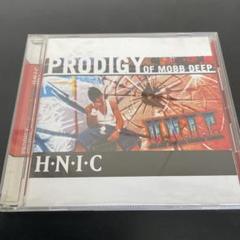 PRODIGY
OF MOBB DEEP
H.N.I.C.
H·N·I·C